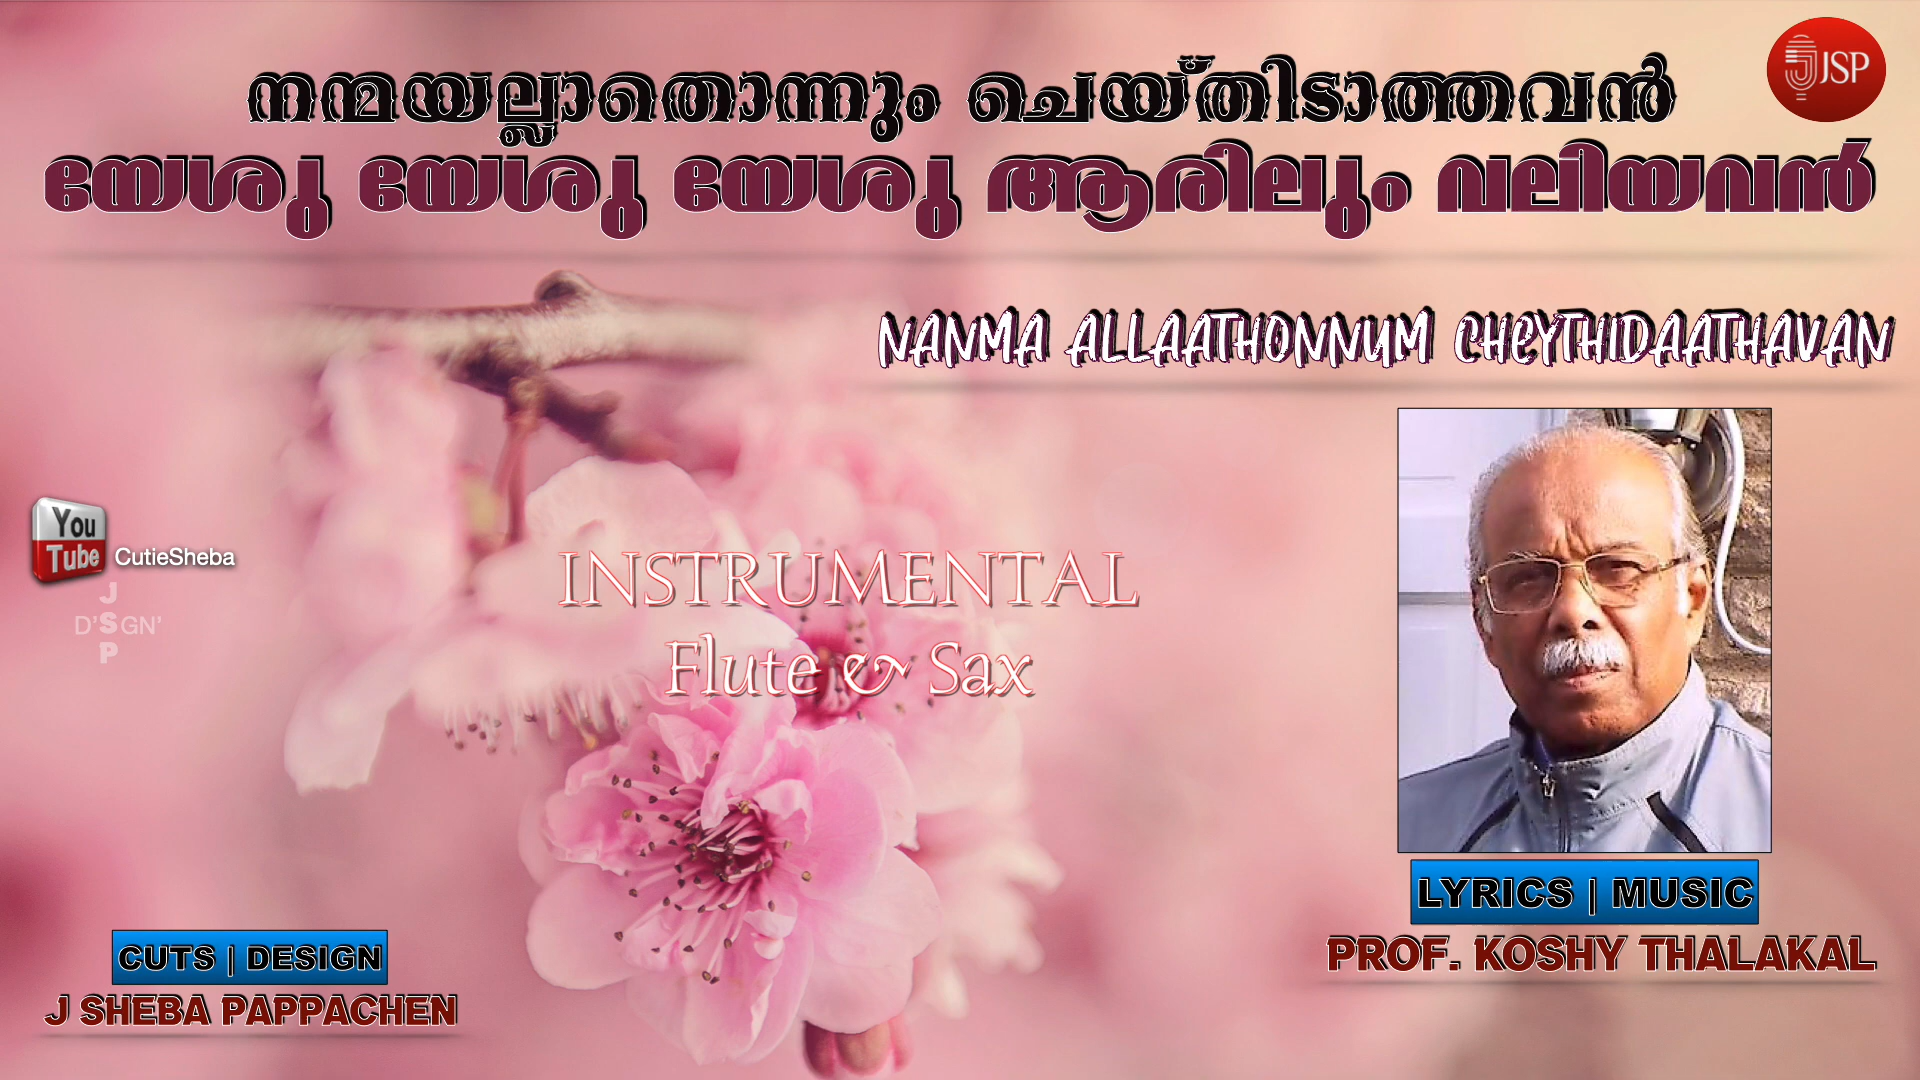 നന്മയല്ലാതൊന്നും ചെയ്തിടാത്തവൻ
JSP
യേശു യേശു യേശു ആരിലും വലിയവൻ
NANMA ALLAATHONNUM CHEYTHIDAATHAVAN
You
Tube CutieSheba
J
D'SGN'
P
INSTRUMENTAL
Flute & Sax
LYRICS | MUSIC
PROF. KOSHY THALAKAL
CUTS | DESIGN
J SHEBA PAPPACHEN